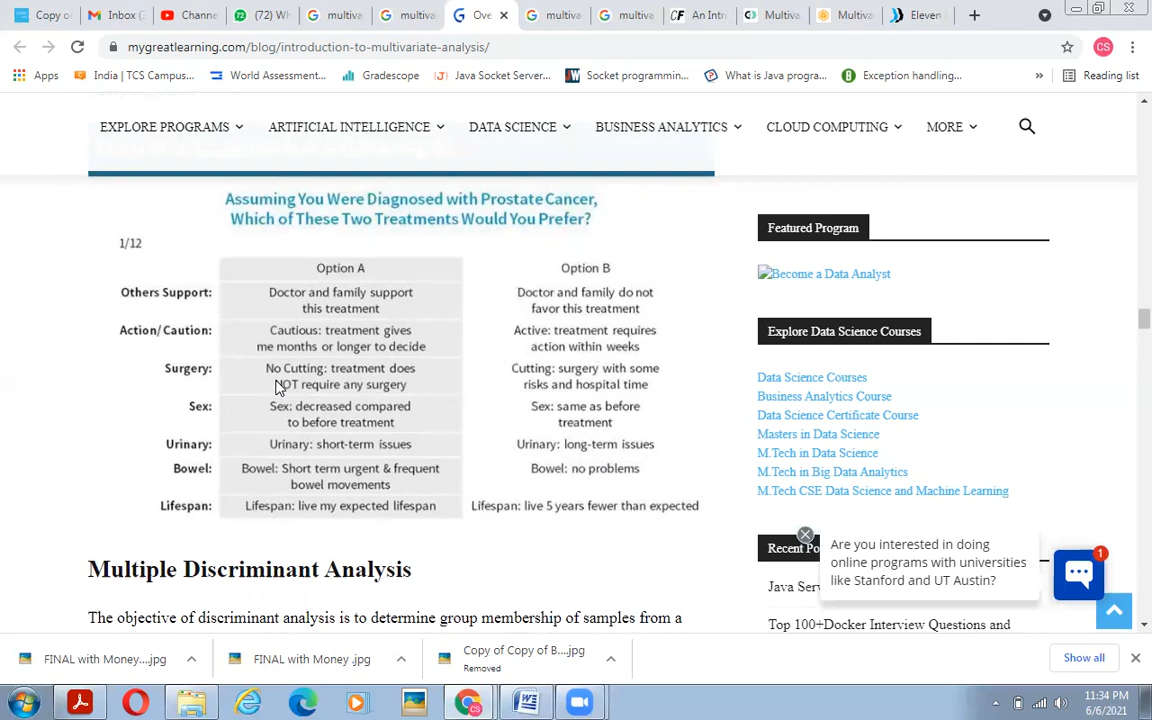 Copy of
Inbox (3
Channe
(72) Wh
multiva
multiva
Ove
multiva
multiva
An Intr
Multiva
Multiva
Eleven
mygreatlearning.com/blog/introduction-to-multivariate-analysis/
CS
Apps
India | TCS Campus...
World Assessment...
Gradescope
Java Socket Server...
Socket programmin...
What is Java progra...
Exception handling...
»
Reading list
EXPLORE PROGRAMS
ARTIFICIAL INTELLIGENCE
DATA SCIENCE
BUSINESS ANALYTICS
CLOUD COMPUTING
MORE
Assuming You Were Diagnosed with Prostate Cancer,
Which of These Two Treatments Would You Prefer?
1/12
Option A
Option B
Others Support:
Doctor and family support
this treatment
Doctor and family do not
favor this treatment
Action/Caution:
Cautious: treatment gives
me months or longer to decide
Active: treatment requires
action within weeks
Surgery:
No Cutting: treatment does
NOT require any surgery
Cutting: surgery with some
risks and hospital time
Sex:
Sex: decreased compared
to before treatment
Sex: same as before
treatment
Urinary:
Urinary: short-term issues
Urinary: long-term issues
Bowel:
Bowel: Short term urgent & frequent
bowel movements
Bowel: no problems
Lifespan:
Lifespan: live my expected lifespan
Lifespan: live 5 years fewer than expected
Multiple Discriminant Analysis
The objective of discriminant analysis is to determine group membership of samples from a
Featured Program
Become a Data Analyst
Explore Data Science Courses
Data Science Courses
Business Analytics Course
Data Science Certificate Course
Masters in Data Science
M.Tech in Data Science
M.Tech in Big Data Analytics
M.Tech CSE Data Science and Machine Learning
Recent Po
Java Serv
Top 100+Docker Interview Questions and
Are you interested in doing
online programs with universities
like Stanford and UT Austin?
1
FINAL with Money....jpg
FINAL with Money .jpg
Copy of Copy of B....jpg
Removed
Show all
11:34 PM
6/6/2021